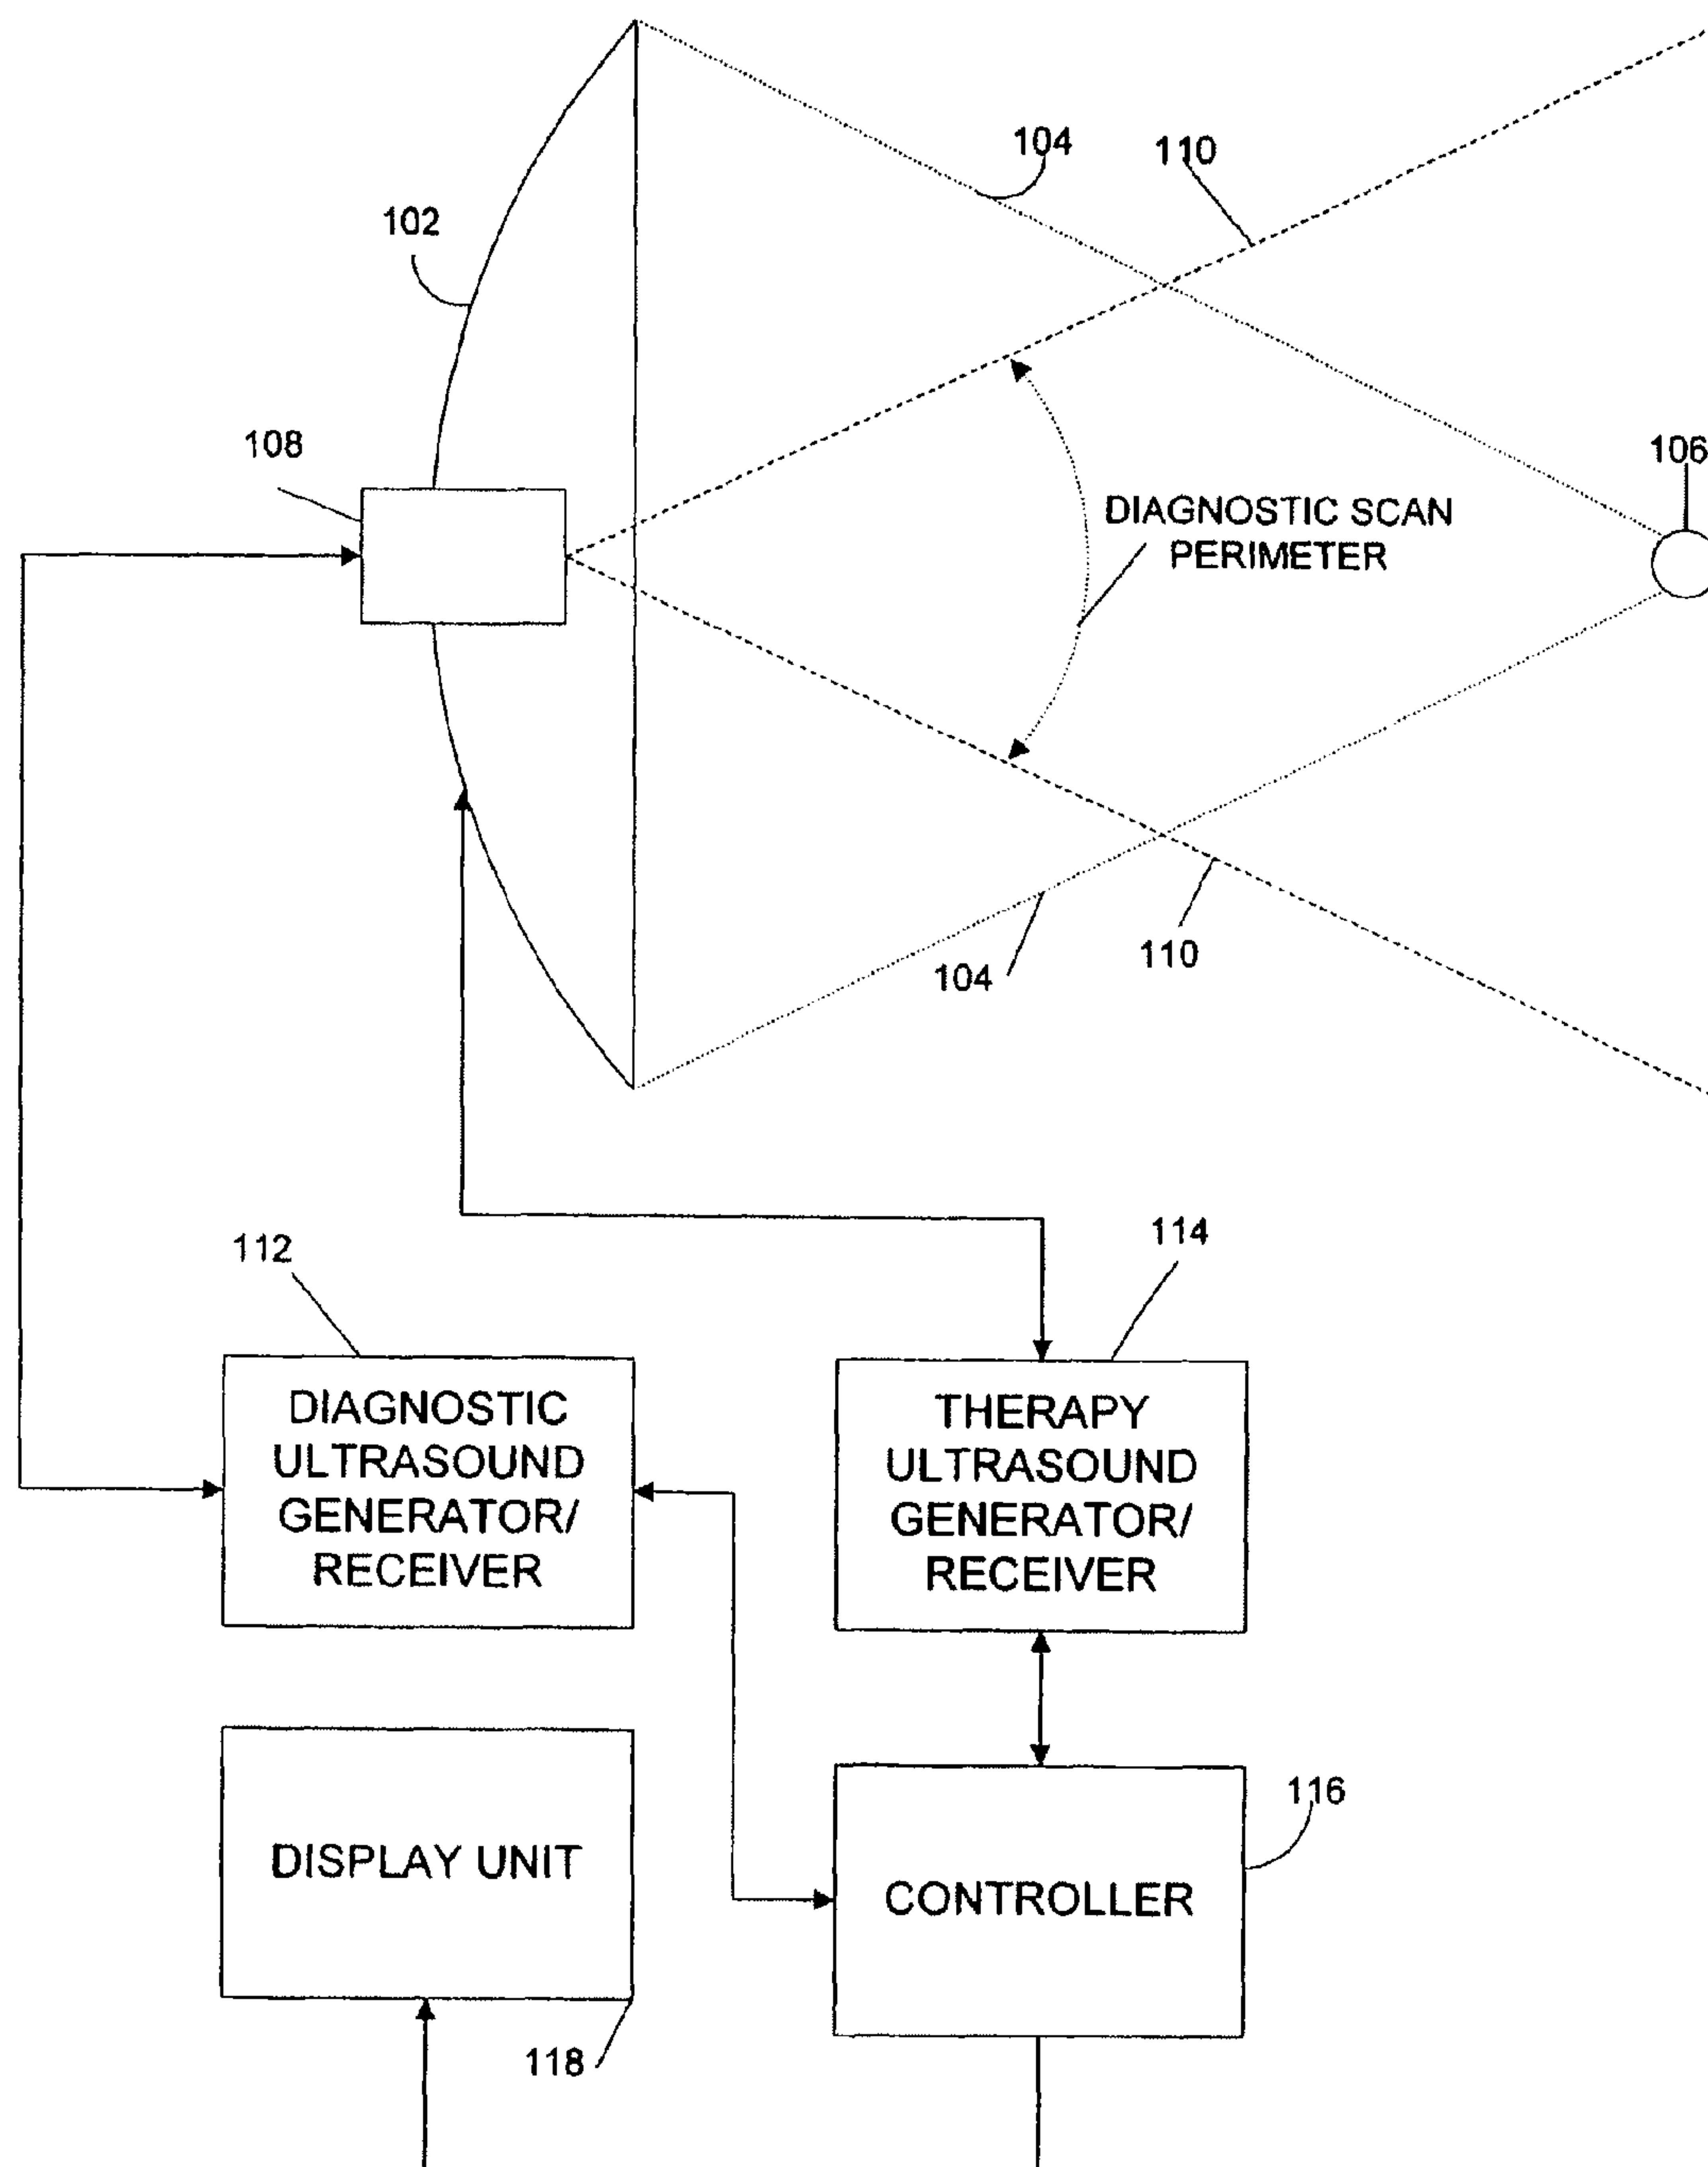 104
110
102
108
106
DIAGNOSTIC SCAN
PERIMETER
104
110
112
114
DIAGNOSTIC
ULTRASOUND
GENERATOR/
RECEIVER
THERAPY
ULTRASOUND
GENERATOR/
RECEIVER
116
DISPLAY UNIT
CONTROLLER
118